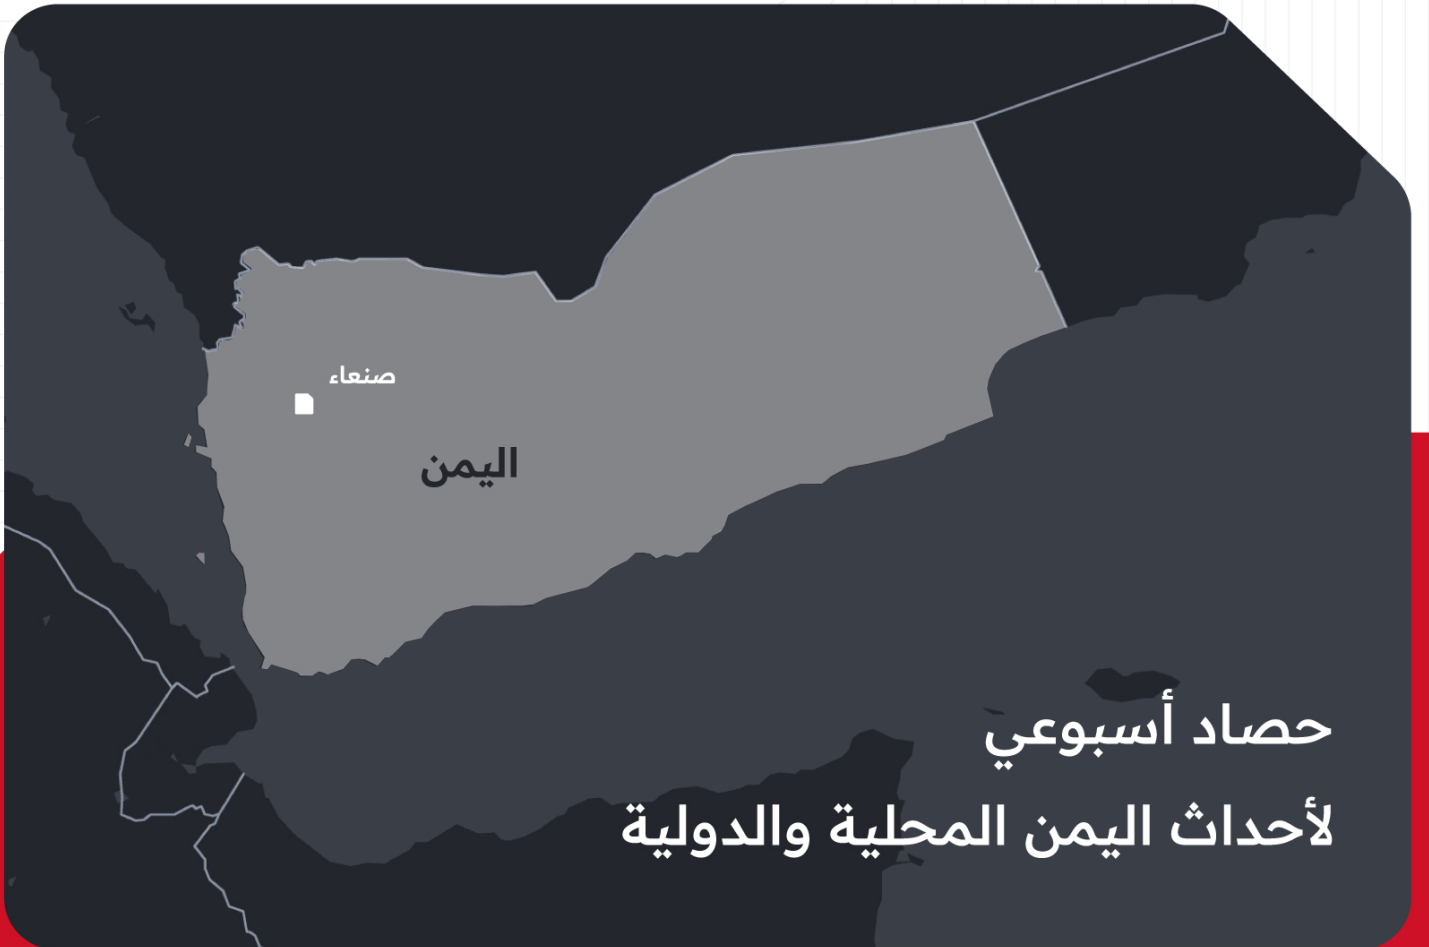 صنعاء
اليمن
حصاد أسبوعي
لأحداث اليمن المحلية والدولية